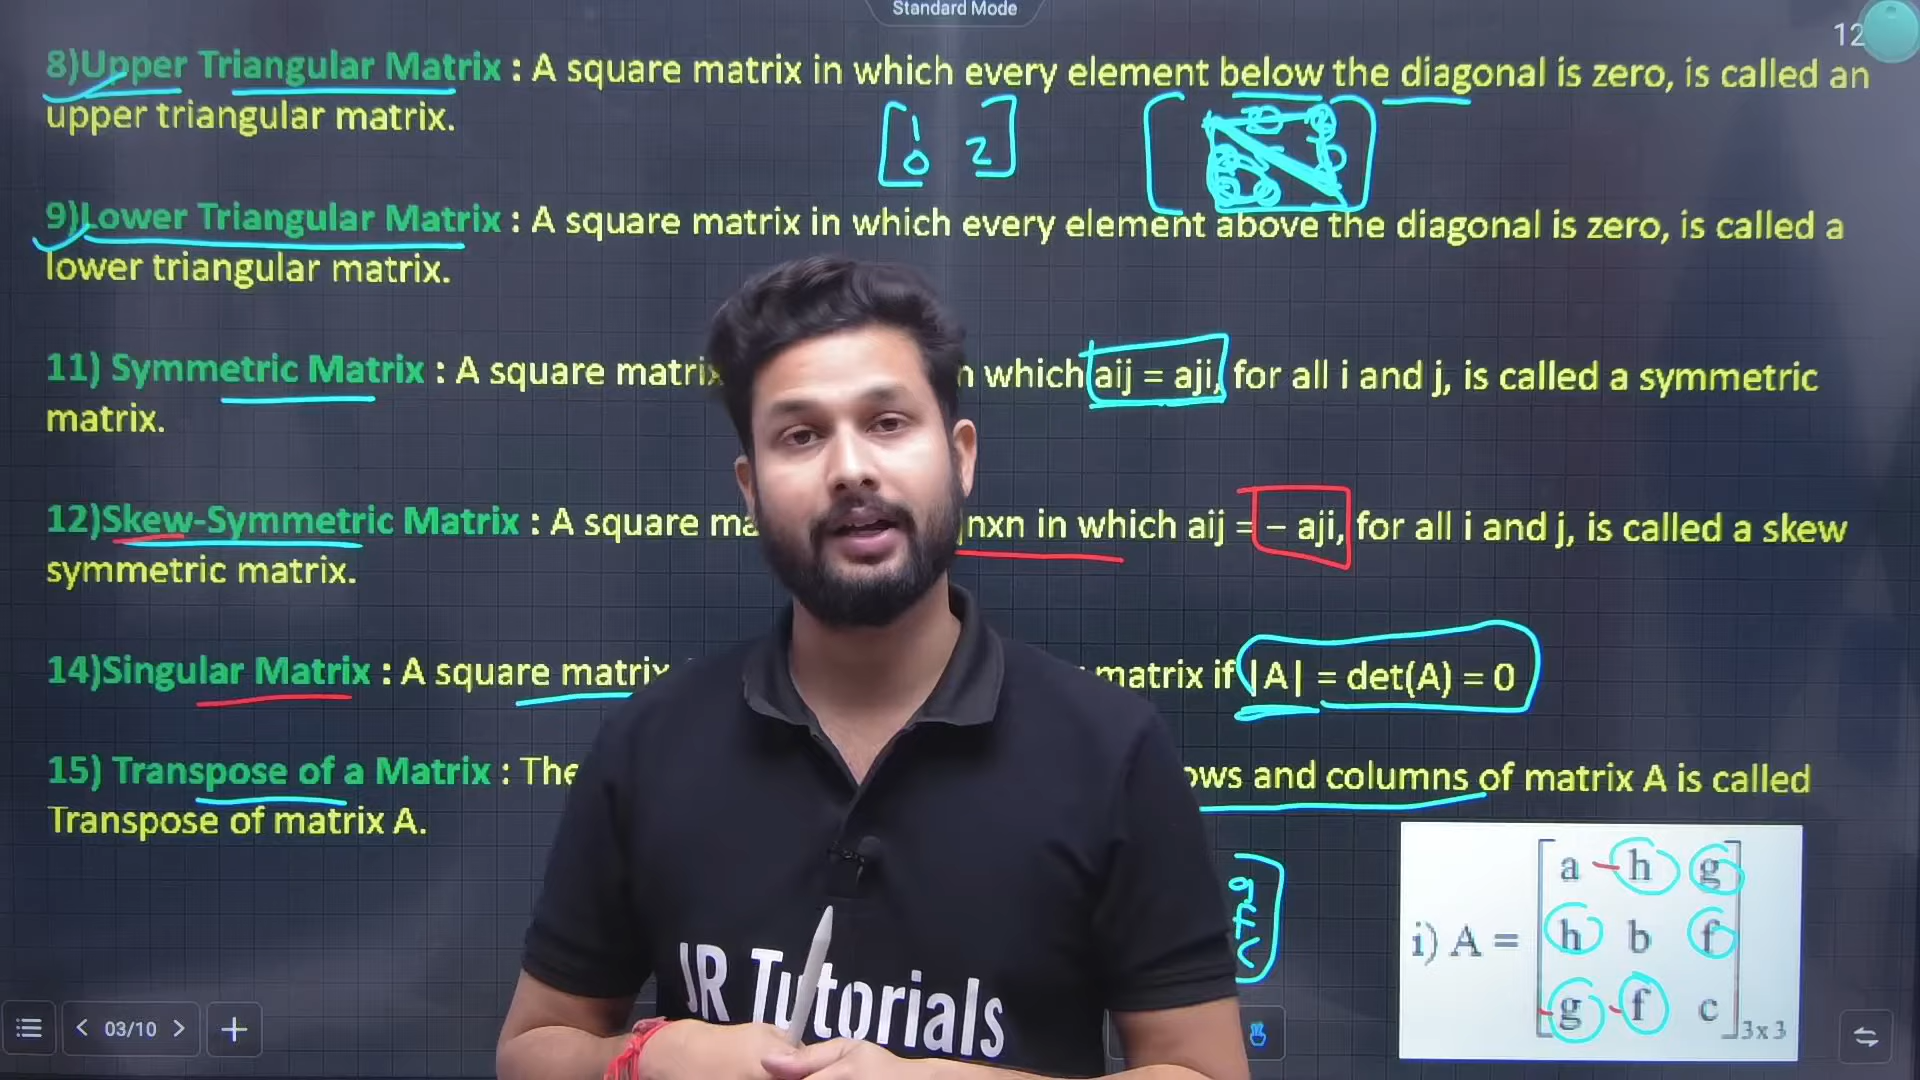 Standard Mode
12
8)Upper Triangular Matrix : A square matrix in which every element below the diagonal is zero, is called an
upper triangular matrix.
1
0 2
9)Lower Triangular Matrix : A square matrix in which every element above the diagonal is zero, is called a
lower triangular matrix.
11) Symmetric Matrix : A square matrix which aij = aji, for all i and j, is called a symmetric
matrix.
12)Skew-Symmetric Matrix : A square nxn in which aij = – aji, for all i and j, is called a skew
symmetric matrix.
14)Singular Matrix : A square matrix matrix if |A| = det(A) = 0
15) Transpose of a Matrix : The and columns of matrix A is called
Transpose of matrix A.
g
f
c
a – h g
i) A = h b f
- g - f c
3x3
JR Tutorials
03/10